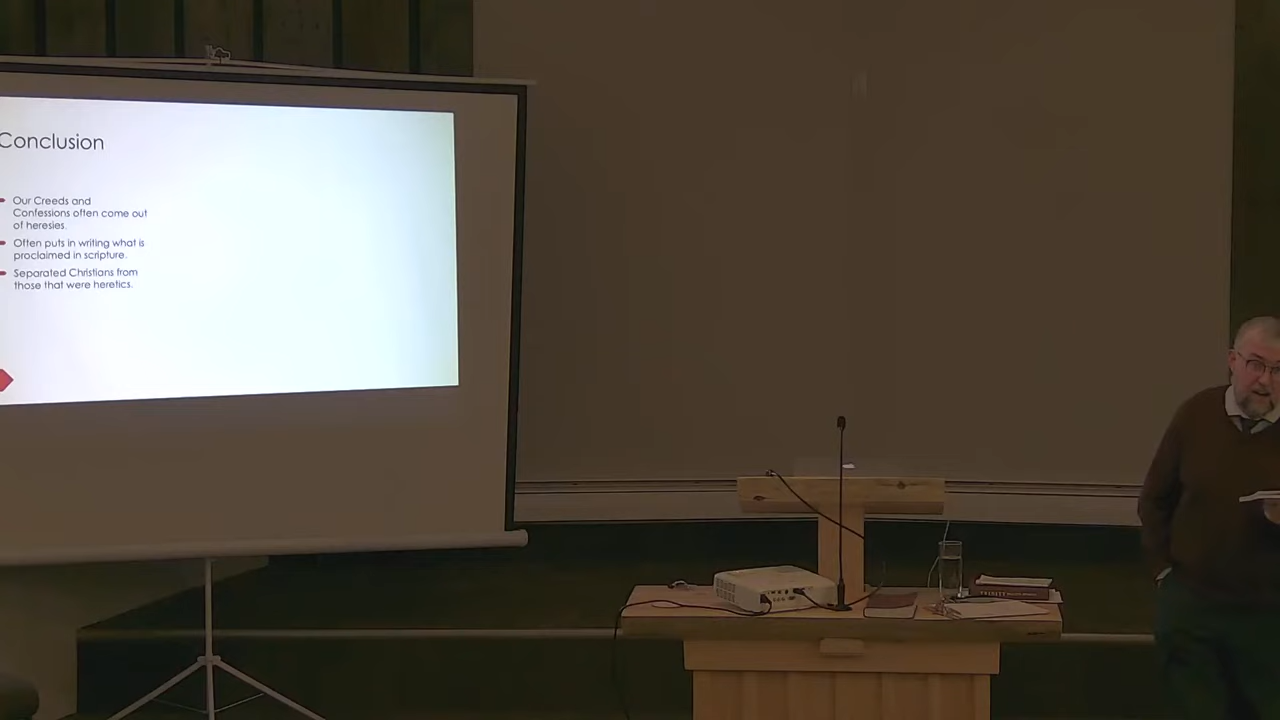 Conclusion
Our Creeds and
Confessions often come out
of heresies.
Often puts in writing what is
proclaimed in scripture.
Separated Christians from
those that were heretics.
TRINITY